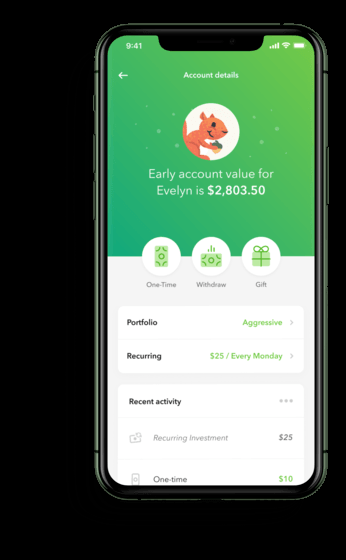 9:41
Account details
Early account value for
Evelyn is $2,803.50
One-Time
Withdraw
Gift
Portfolio
Aggressive
Recurring
$25 / Every Monday
Recent activity
Recurring Investment
$25
One-time
$10